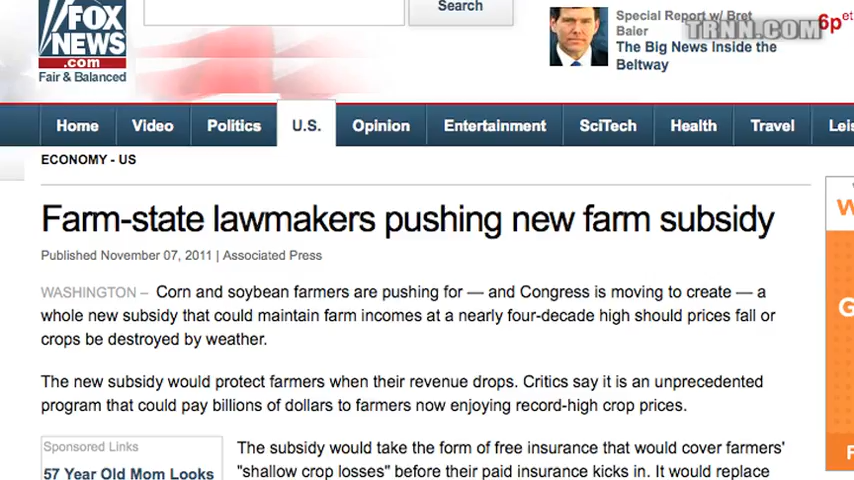 FOX
NEWS
.com
Fair & Balanced
Search
Special Report w/ Bret
Baier
The Big News Inside the
Beltway
TRNN.COM
6p et
Home Video Politics U.S. Opinion Entertainment SciTech Health Travel Leis
ECONOMY - US
Farm-state lawmakers pushing new farm subsidy
Published November 07, 2011 | Associated Press
WASHINGTON – Corn and soybean farmers are pushing for — and Congress is moving to create — a
whole new subsidy that could maintain farm incomes at a nearly four-decade high should prices fall or
crops be destroyed by weather.
The new subsidy would protect farmers when their revenue drops. Critics say it is an unprecedented
program that could pay billions of dollars to farmers now enjoying record-high crop prices.
Sponsored Links
57 Year Old Mom Looks
The subsidy would take the form of free insurance that would cover farmers'
"shallow crop losses" before their paid insurance kicks in. It would replace